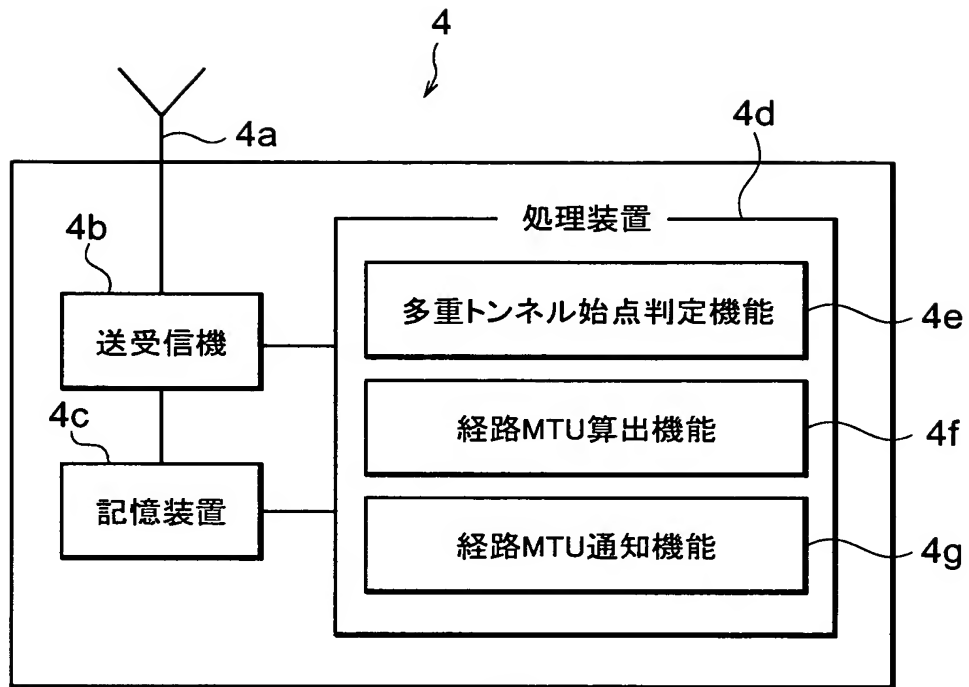 4
4a
4d
処理装置
4b
送受信機
多重トンネル始点判定機能
4e
経路MTU算出機能
4f
4c
記憶装置
経路MTU通知機能
4g